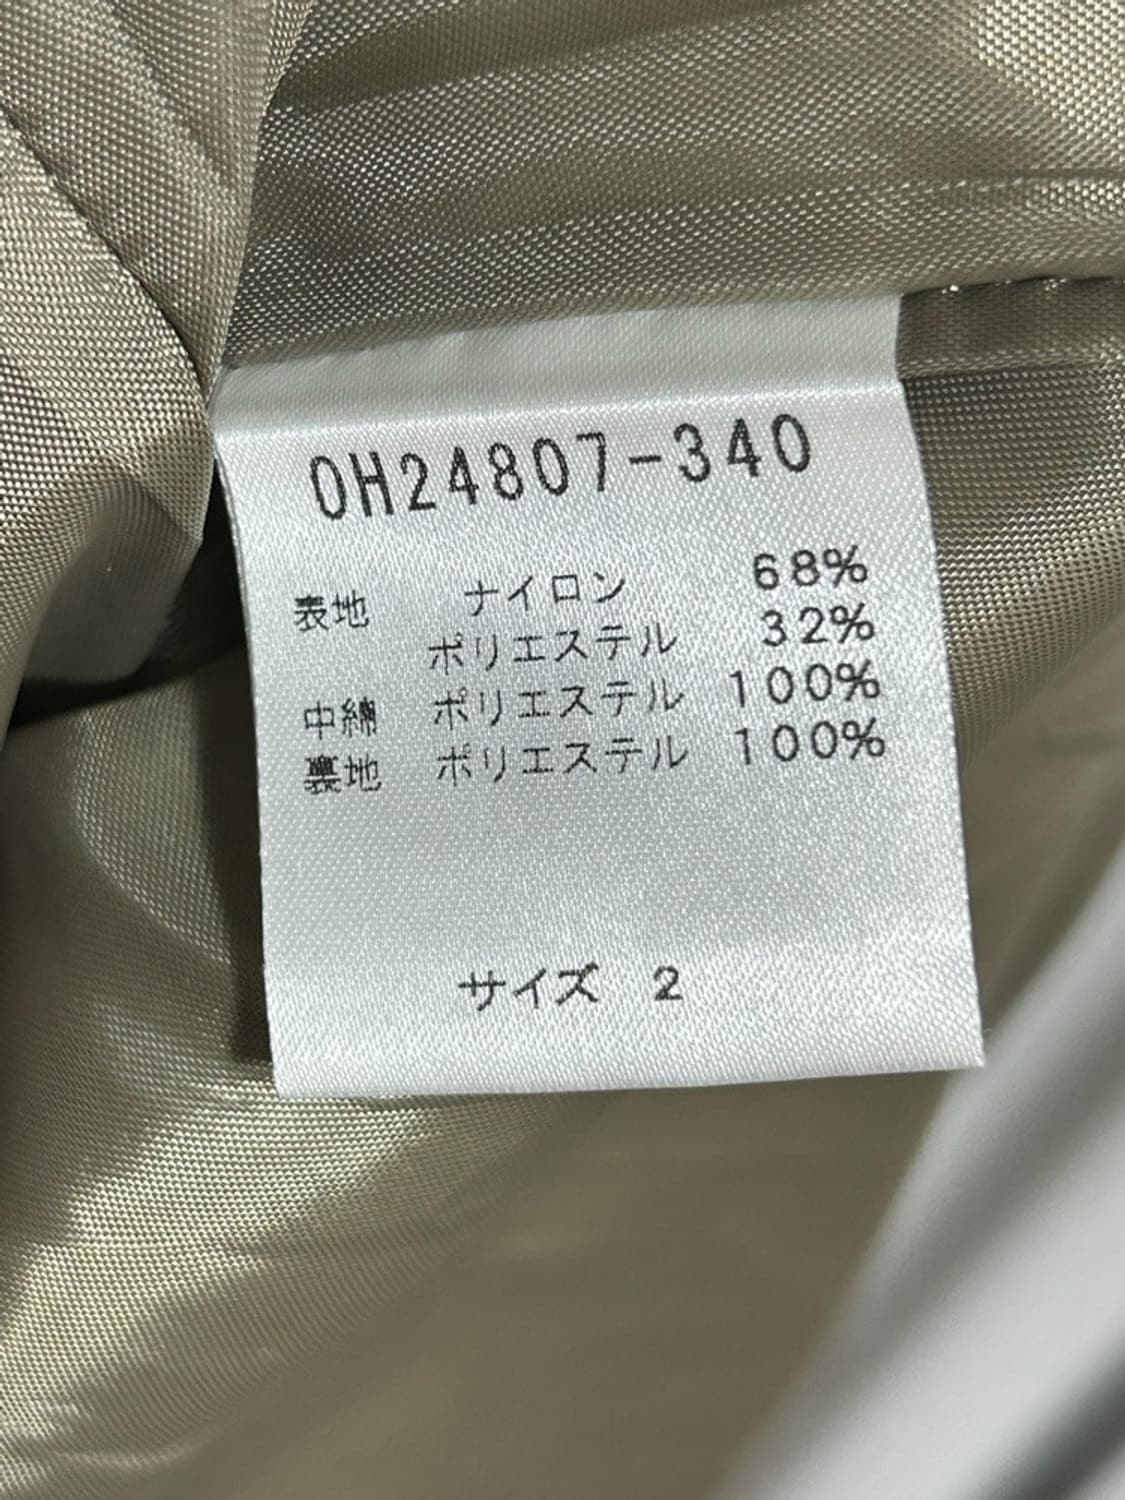 0H24807-340
表地 ナイロン 68%
ポリエステル 32%
中綿 ポリエステル 100%
裏地 ポリエステル 100%
サイズ 2